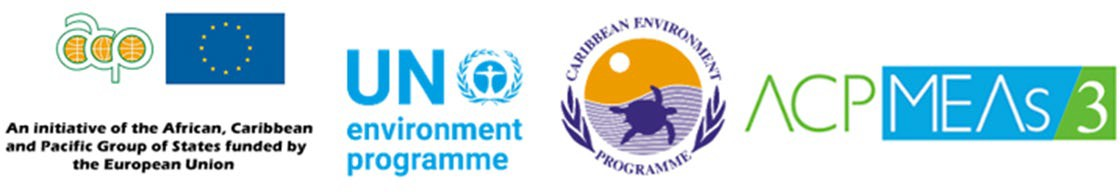 acp
An initiative of the African, Caribbean
and Pacific Group of States funded by
the European Union
UN
environment
programme
CARIBBEAN ENVIRONMENT
PROGRAMME
ACP MEAs /3